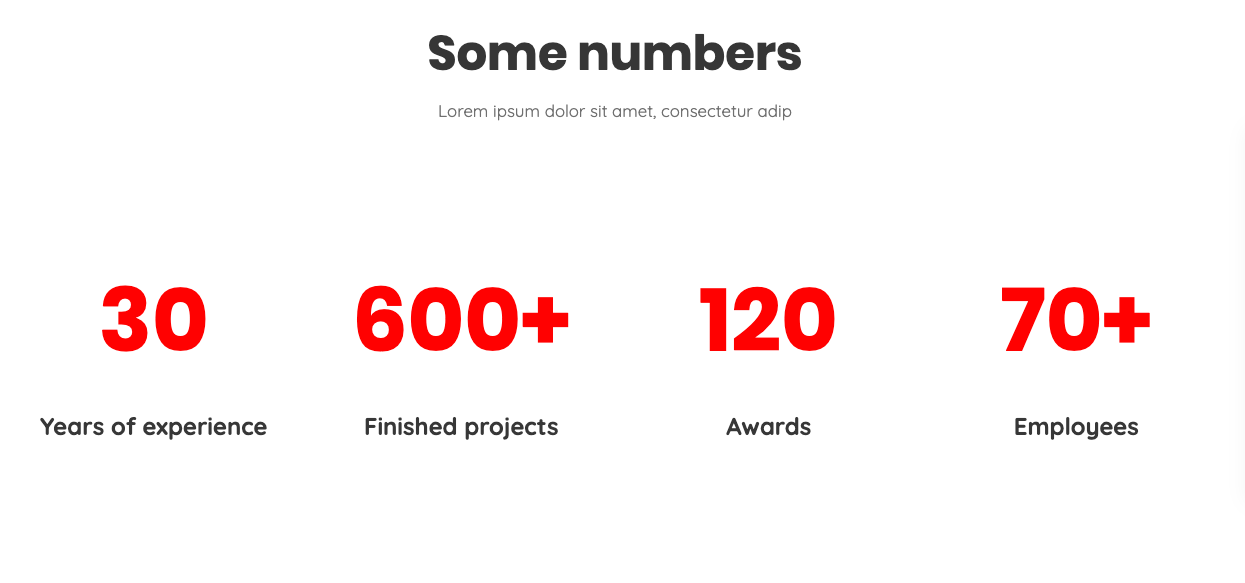 Some numbers
Lorem ipsum dolor sit amet, consectetur adip
30 600+ 120 70+
Years of experience Finished projects Awards Employees